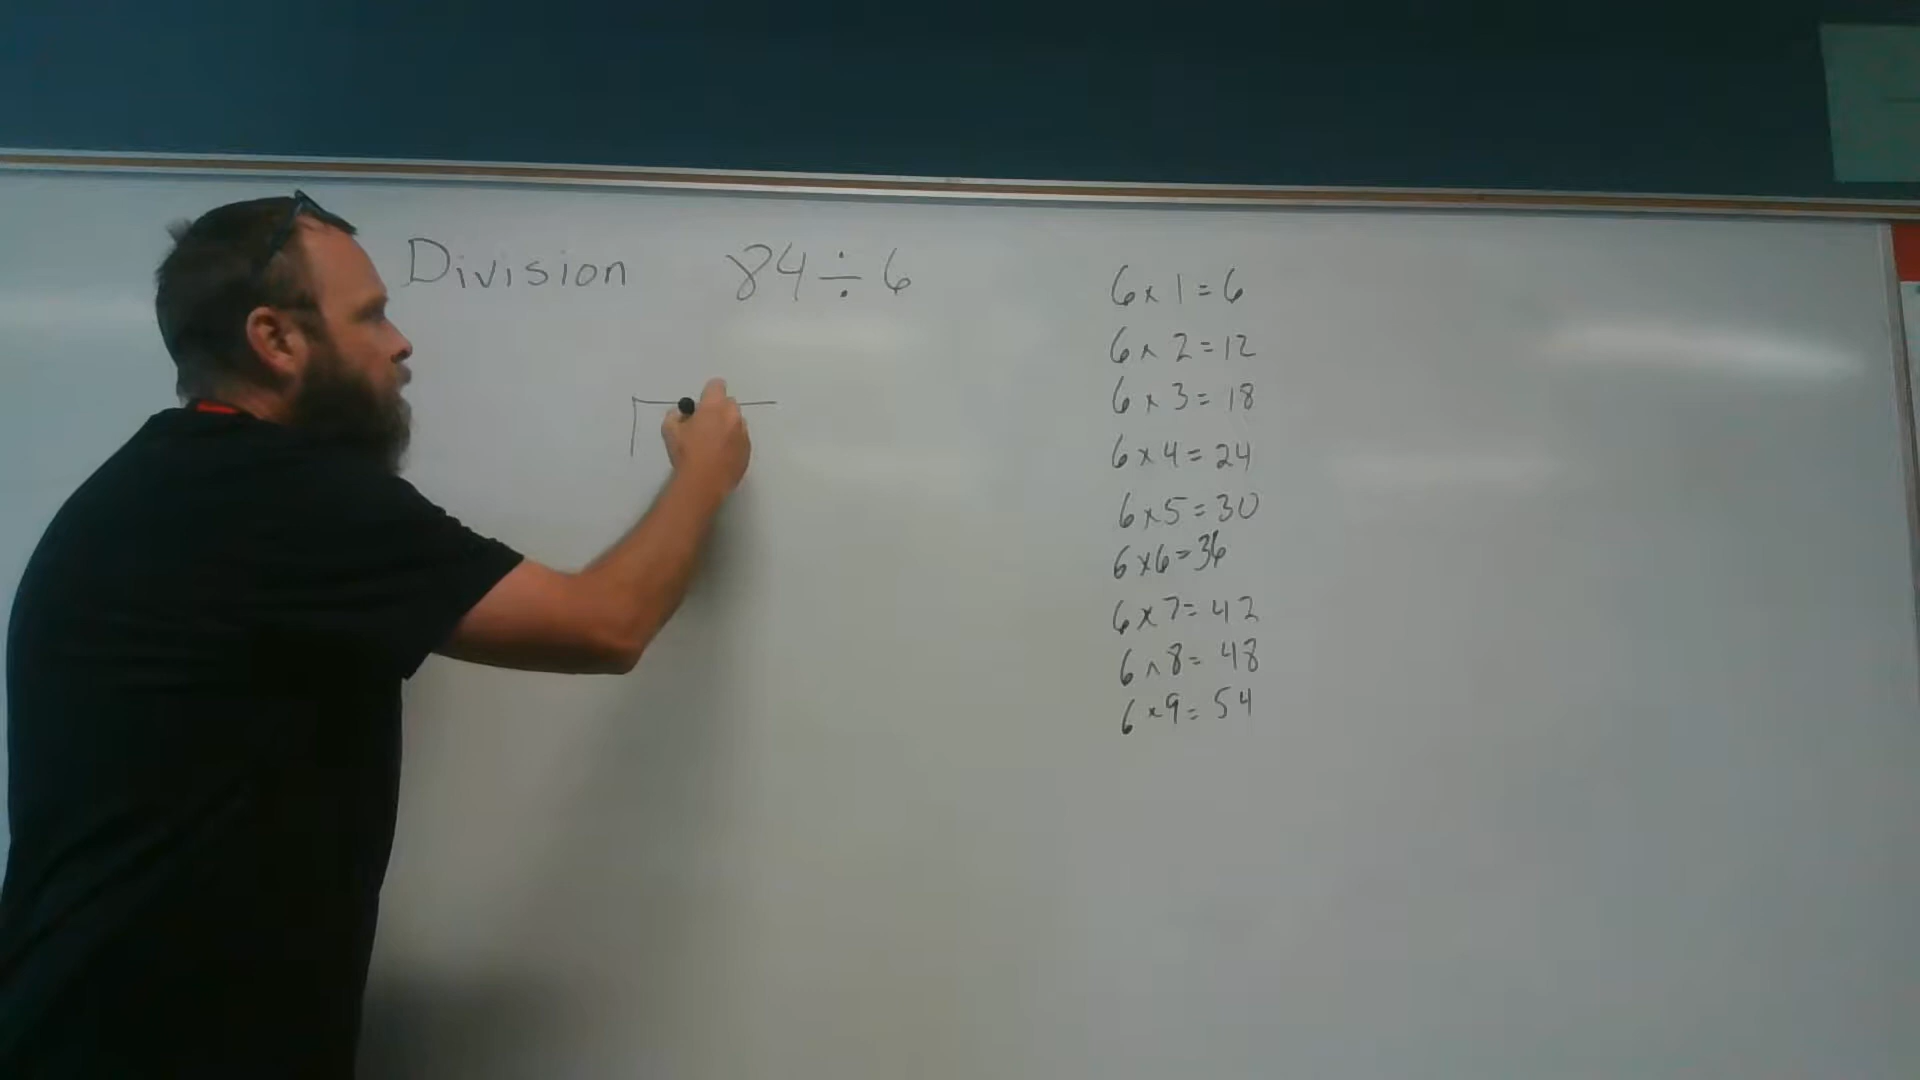 Division 84 ÷ 6
6 x 1 = 6
6 x 2 = 12
6 x 3 = 18
6 x 4 = 24
6 x 5 = 30
6 x 6 = 36
6 x 7 = 42
6 x 8 = 48
6 x 9 = 54